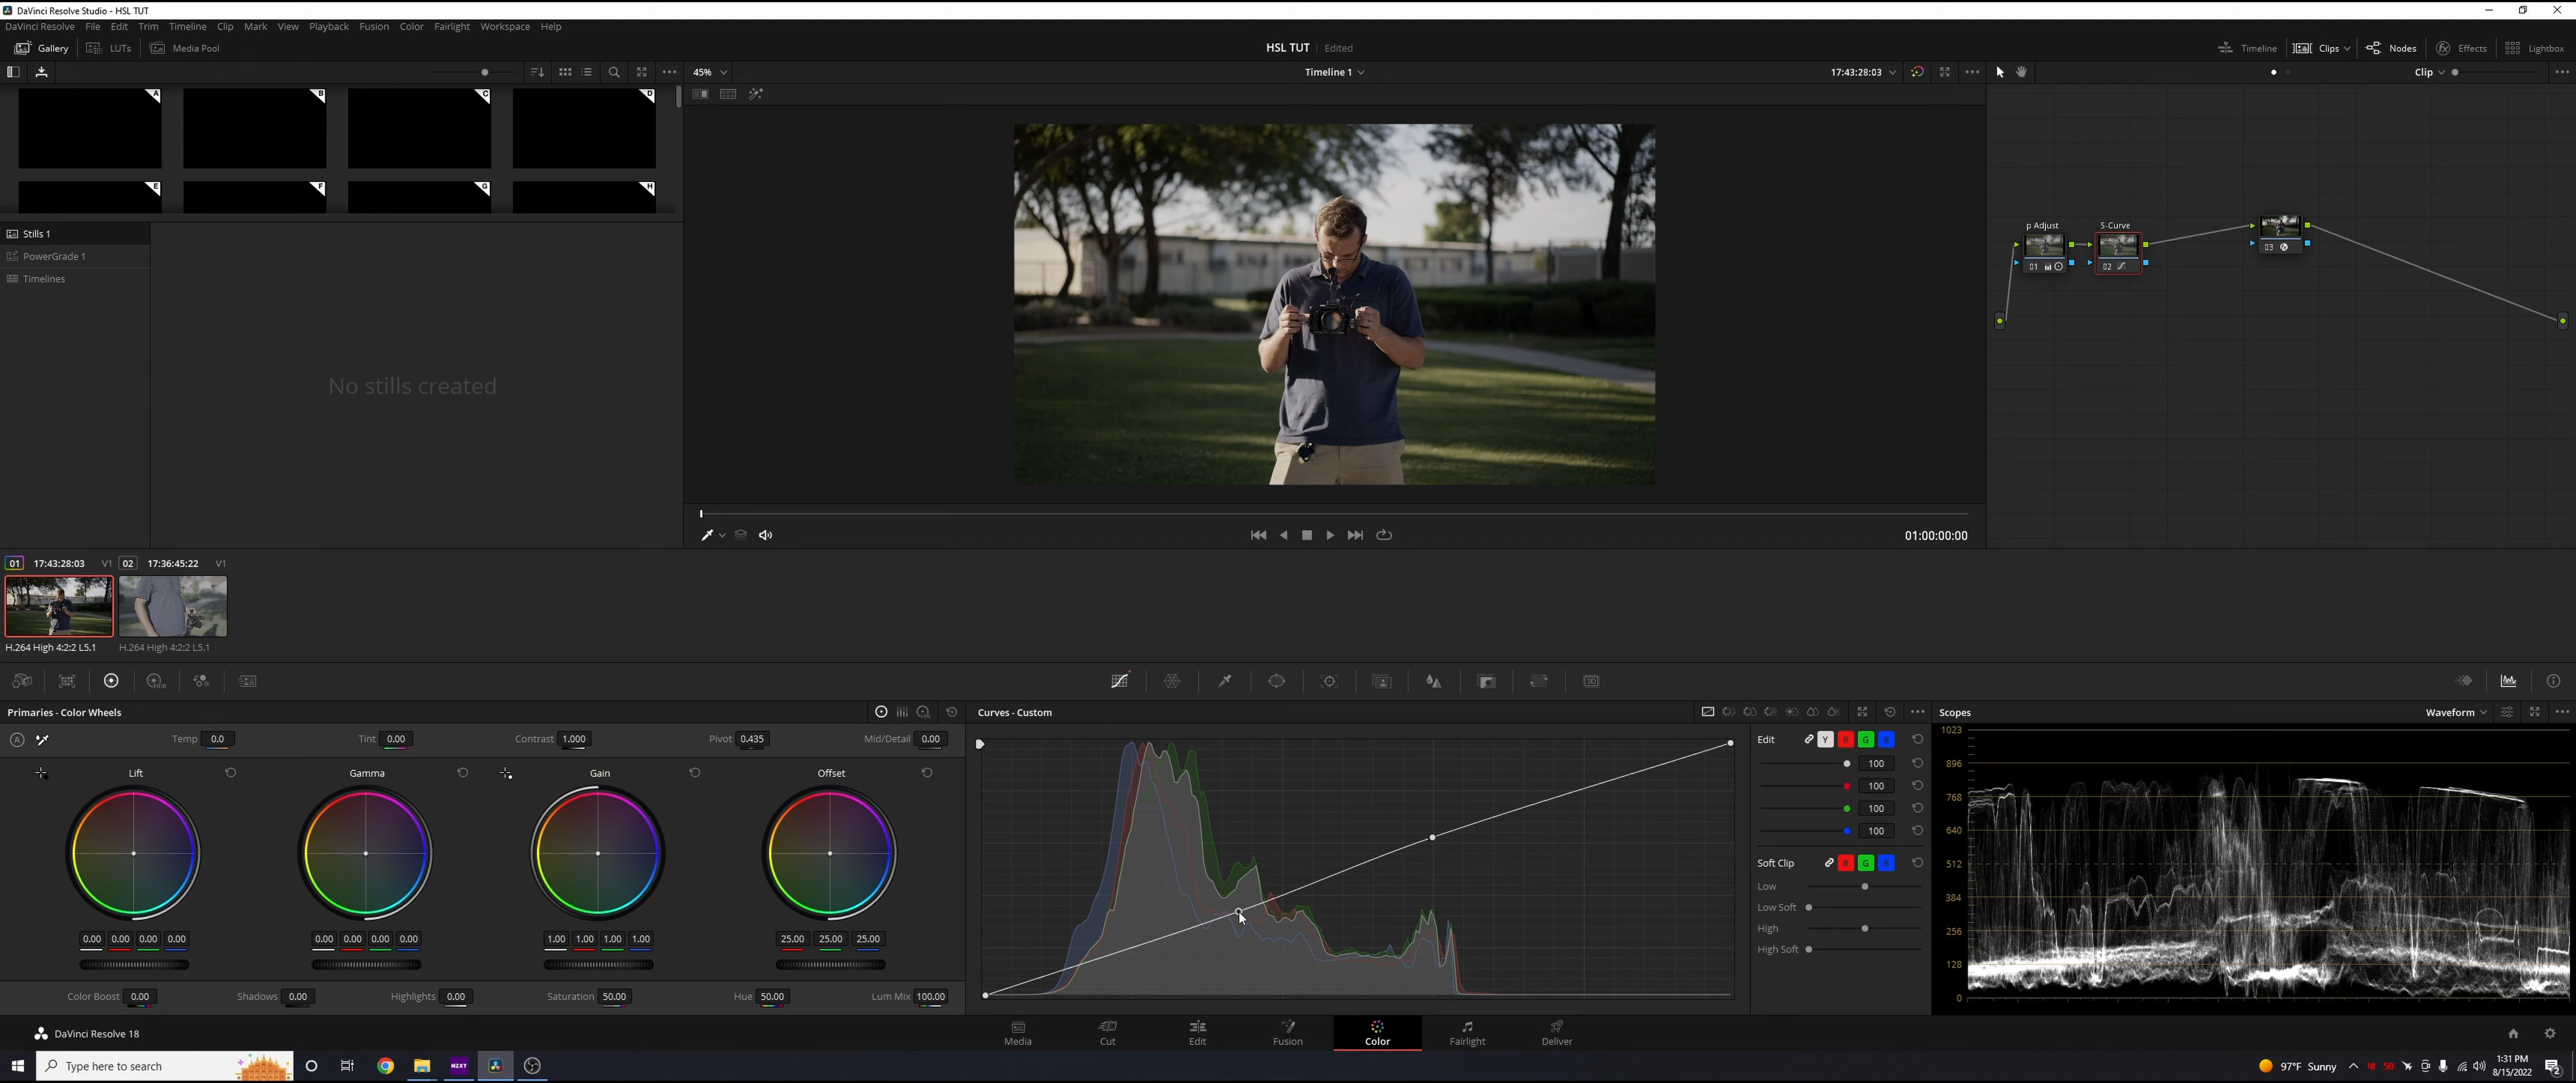 DaVinci Resolve Studio - HSL TUT
DaVinci Resolve File Edit Trim Timeline Clip Mark View Playback Fusion Color Fairlight Workspace Help
Gallery LUTs Media Pool HSL TUT Edited Timeline Clips Nodes Effects Lightbox
45% Timeline 1 17:43:28:03 Clip
A B C D
E F G H
Stills 1
PowerGrade 1
Timelines
No stills created
p Adjust S-Curve
01 02 03
01:00:00:00
01 17:43:28:03 V1 02 17:36:45:22 V1
H.264 High 4:2:2 L5.1 H.264 High 4:2:2 L5.1
HDR 3D
Primaries - Color Wheels Curves - Custom Scopes Waveform
A Temp 0.0 Tint 0.00 Contrast 1.000 Pivot 0.435 Mid/Detail 0.00
Lift Gamma Gain Offset
0.00 0.00 0.00 0.00 0.00 0.00 0.00 0.00 1.00 1.00 1.00 1.00 25.00 25.00 25.00
Color Boost 0.00 Shadows 0.00 Highlights 0.00 Saturation 50.00 Hue 50.00 Lum Mix 100.00
Edit Y R G B
100
100
100
100
Soft Clip R G B
Low
Low Soft
High
High Soft
1023
896
768
640
512
384
256
128
0
DaVinci Resolve 18 Media Cut Edit Fusion Color Fairlight Deliver
Type here to search NZXT 97°F Sunny 50 1:31 PM
8/15/2022 2